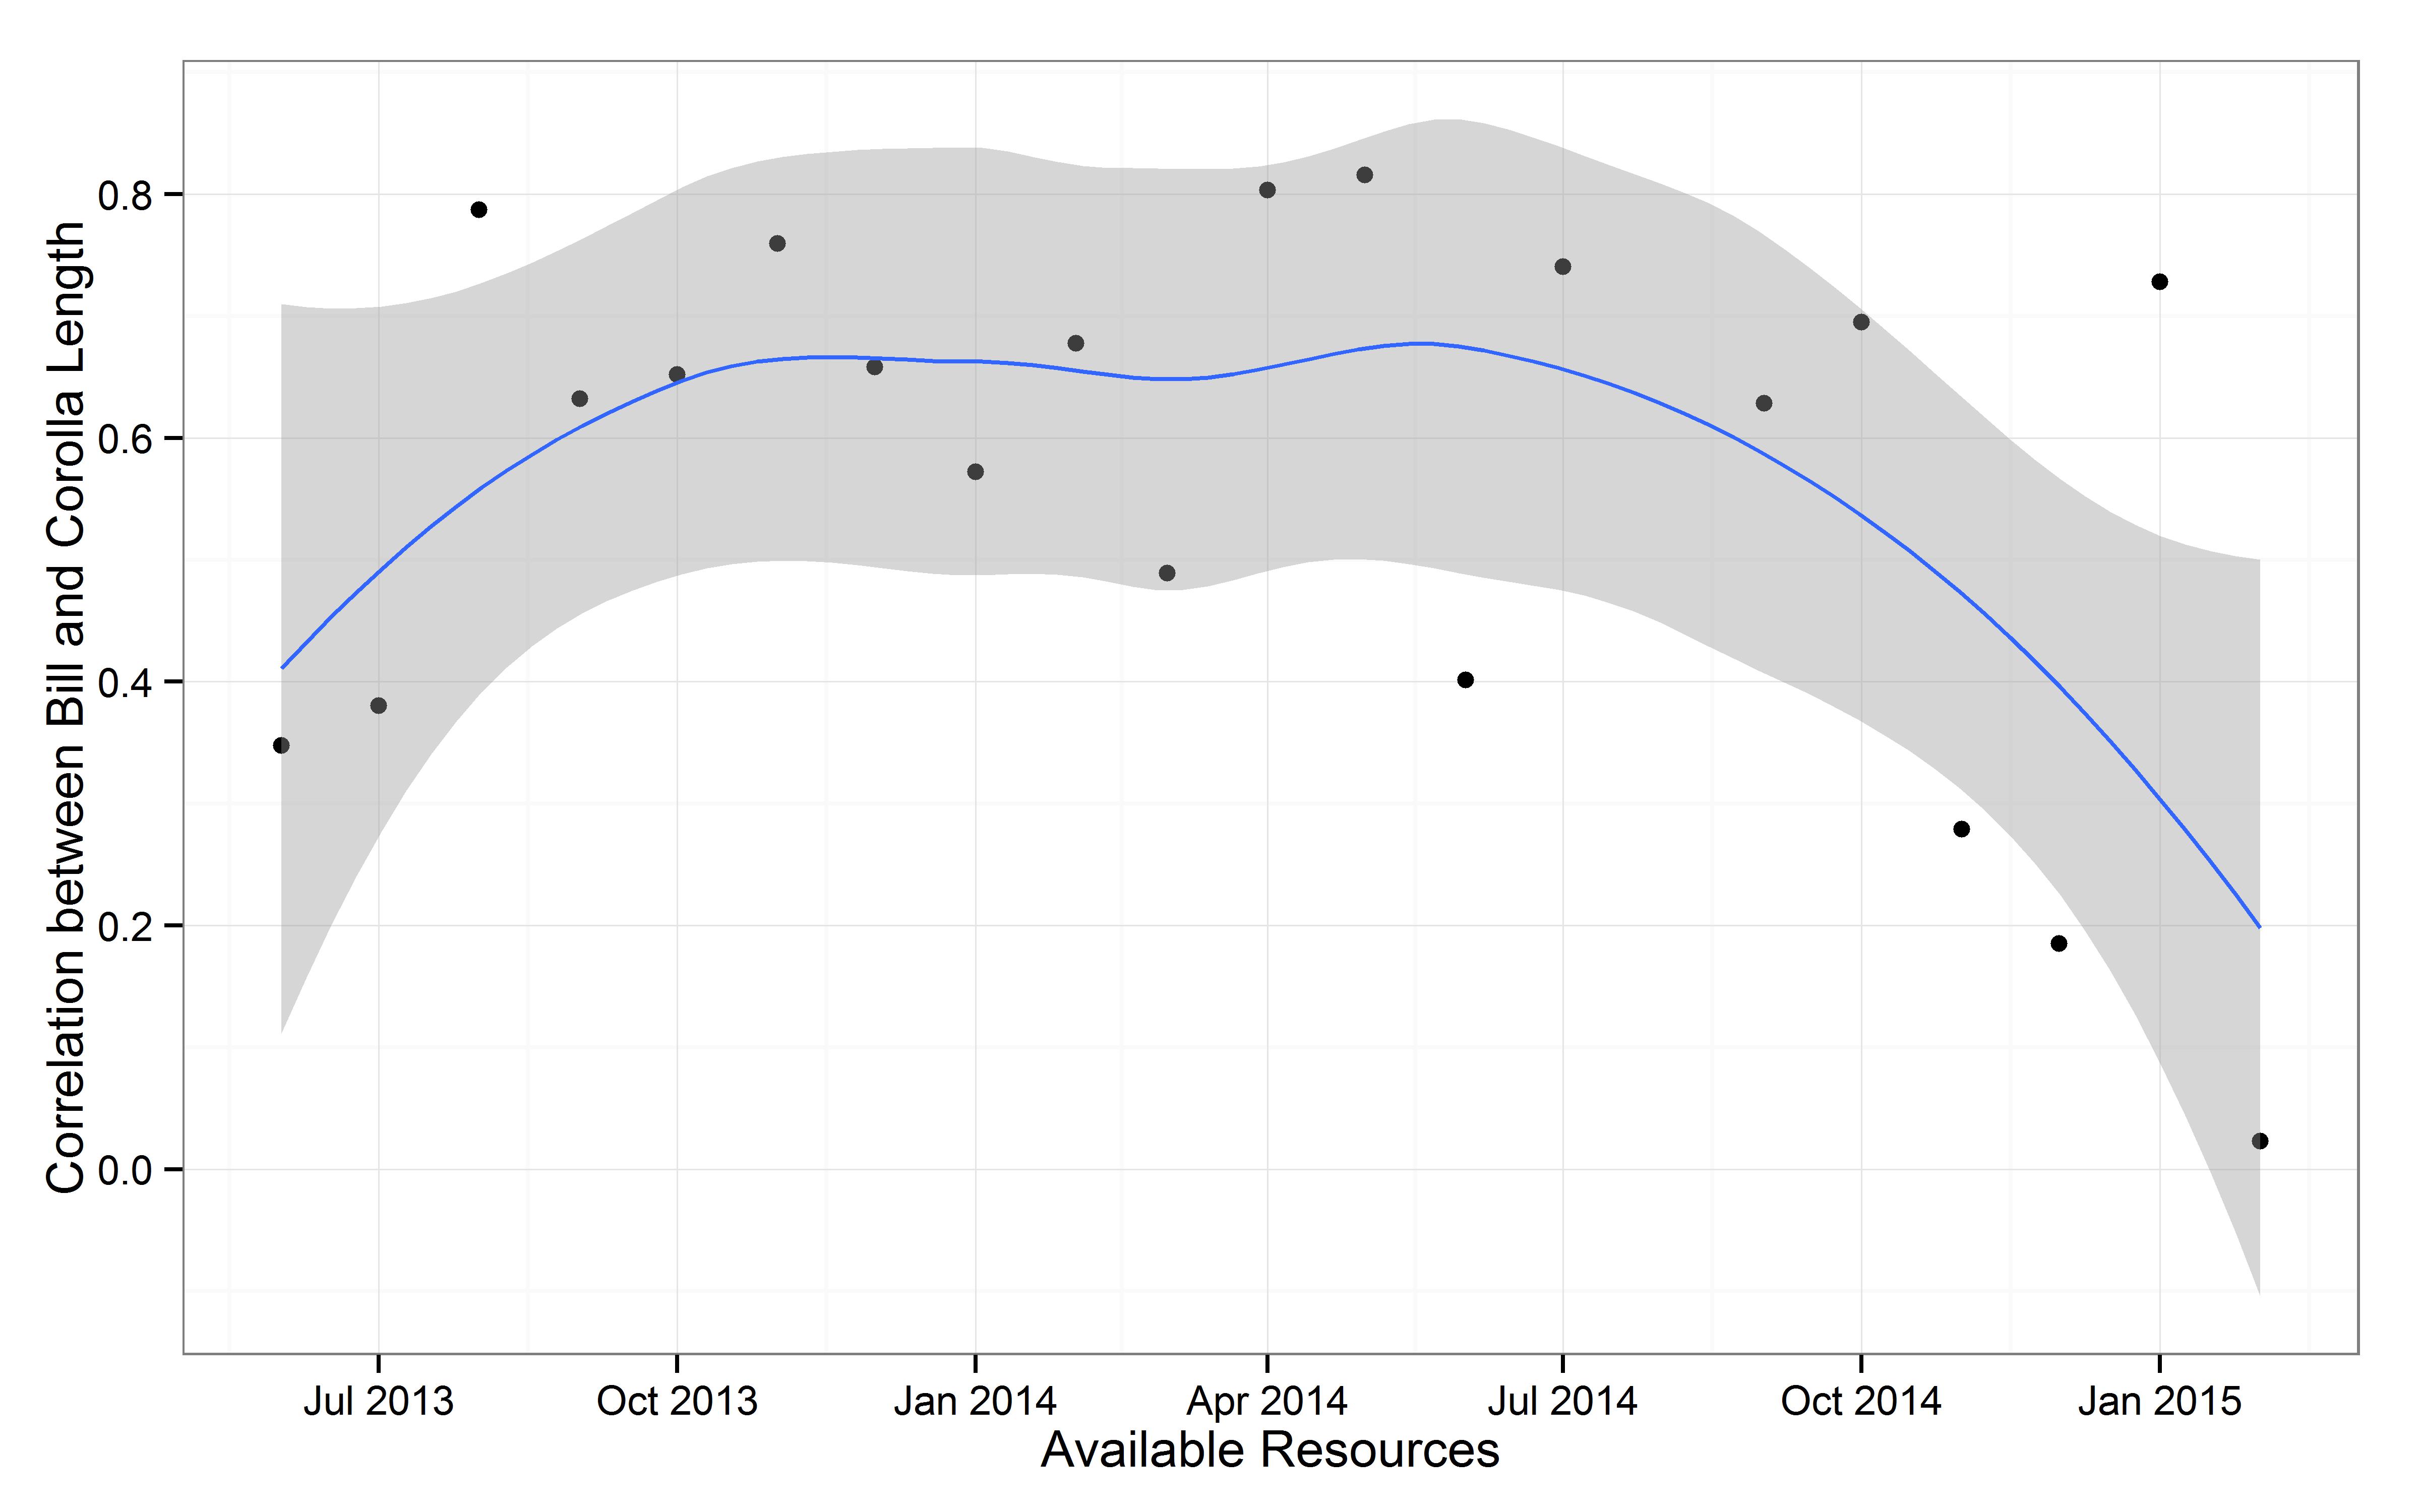 Correlation between Bill and Corolla Length
0.8
0.6
0.4
0.2
0.0
Jul 2013 Oct 2013 Jan 2014 Apr 2014 Jul 2014 Oct 2014 Jan 2015
Available Resources